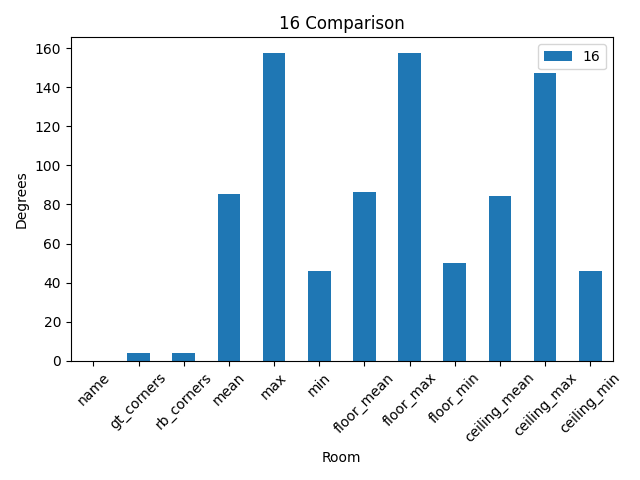 16 Comparison
16
Degrees
160
140
120
100
80
60
40
20
0
name
gt_corners
rb_corners
mean
max
min
floor_mean
floor_max
floor_min
ceiling_mean
ceiling_max
ceiling_min
Room